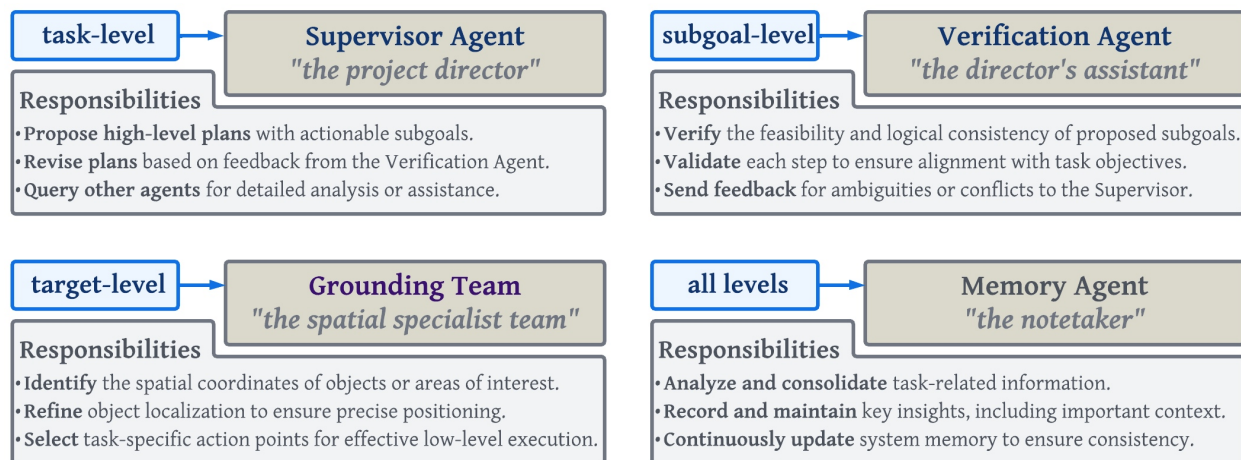 task-level
Supervisor Agent
"the project director"
Responsibilities
•Propose high-level plans with actionable subgoals.
•Revise plans based on feedback from the Verification Agent.
•Query other agents for detailed analysis or assistance.
subgoal-level
Verification Agent
"the director's assistant"
Responsibilities
•Verify the feasibility and logical consistency of proposed subgoals.
•Validate each step to ensure alignment with task objectives.
•Send feedback for ambiguities or conflicts to the Supervisor.
target-level
Grounding Team
"the spatial specialist team"
Responsibilities
•Identify the spatial coordinates of objects or areas of interest.
•Refine object localization to ensure precise positioning.
•Select task-specific action points for effective low-level execution.
all levels
Memory Agent
"the notetaker"
Responsibilities
•Analyze and consolidate task-related information.
•Record and maintain key insights, including important context.
•Continuously update system memory to ensure consistency.